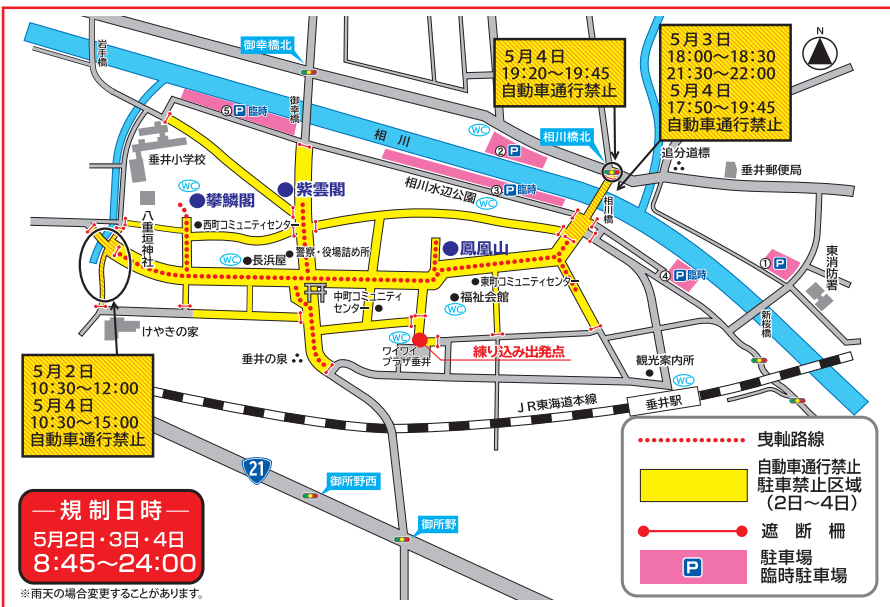 5月4日
19:20〜19:45
自動車通行禁止
5月3日
18:00〜18:30
21:30〜22:00
5月4日
17:50〜19:45
自動車通行禁止
N
岩手橋
御幸橋北
御幸橋
⑤ P 臨時
相川
WC
② P
相川橋北
追分道標
垂井郵便局
垂井小学校
WC
攀鱗閣
紫雲閣
相川水辺公園
③ P 臨時
WC
相川橋
八重垣神社
西町コミュニティセンター
WC
長浜屋
警察・役場詰め所
鳳凰山
東町コミュニティセンター
④ P 臨時
① P
東消防署
中町コミュニティ
センター
福祉会館
WC
けやきの家
垂井の泉
WC
ワイワイ
プラザ垂井
練り込み出発点
観光案内所
WC
新桜橋
5月2日
10:30〜12:00
5月4日
10:30〜15:00
自動車通行禁止
JR東海道本線
垂井駅
21
御所野西
御所野
曳軕路線
自動車通行禁止
駐車禁止区域
(2日〜4日)
遮断柵
P
駐車場
臨時駐車場
―規制日時―
5月2日・3日・4日
8:45〜24:00
※雨天の場合変更することがあります。